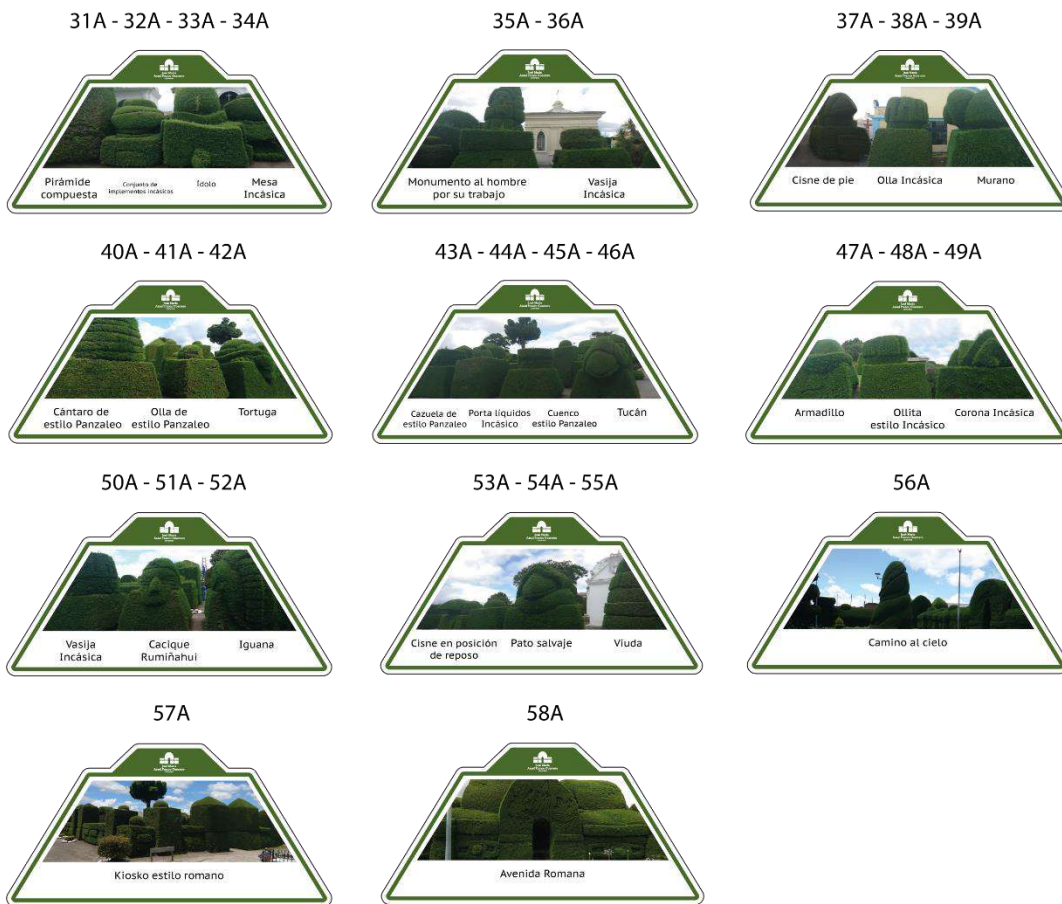 31A - 32A - 33A - 34A
35A - 36A
37A - 38A - 39A
Pirámide
compuesta
Conjunto de
implementos incásicos
Ídolo
Mesa
Incásica
Monumento al hombre
por su trabajo
Vasija
Incásica
Cisne de pie
Olla Incásica
Murano
40A - 41A - 42A
43A - 44A - 45A - 46A
47A - 48A - 49A
Cántaro de
estilo Panzaleo
Olla de
estilo Panzaleo
Tortuga
Cazuela de
estilo Panzaleo
Porta líquidos
Incásico
Cuenco
estilo Panzaleo
Tucán
Armadillo
Ollita
estilo Incásico
Corona Incásica
50A - 51A - 52A
53A - 54A - 55A
56A
Vasija
Incásica
Cacique
Rumiñahui
Iguana
Cisne en posición
de reposo
Pato salvaje
Viuda
Camino al cielo
57A
58A
Kiosko estilo romano
Avenida Romana